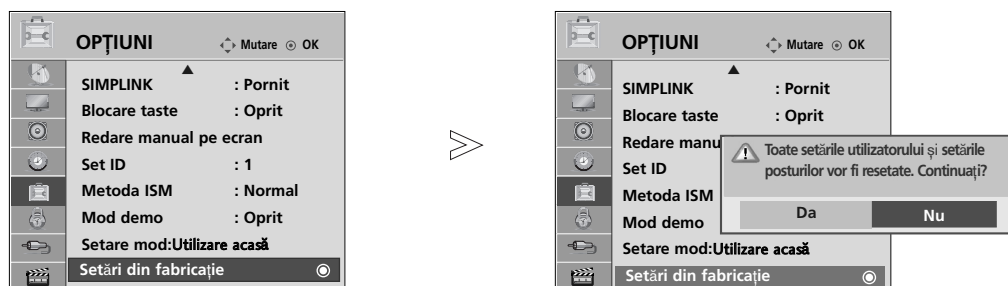 OPȚIUNI Mutare OK
SIMPLINK : Pornit
Blocare taste : Oprit
Redare manual pe ecran
Set ID : 1
Metoda ISM : Normal
Mod demo : Oprit
Setare mod:Utilizare acasă
Setări din fabricație
OPȚIUNI Mutare OK
SIMPLINK : Pornit
Blocare taste : Oprit
Redare manu
Set ID
Metoda ISM
Mod demo
Setare mod:Utilizare acasă
Setări din fabricație
Toate setările utilizatorului și setările
posturilor vor fi resetate. Continuați?
Da Nu